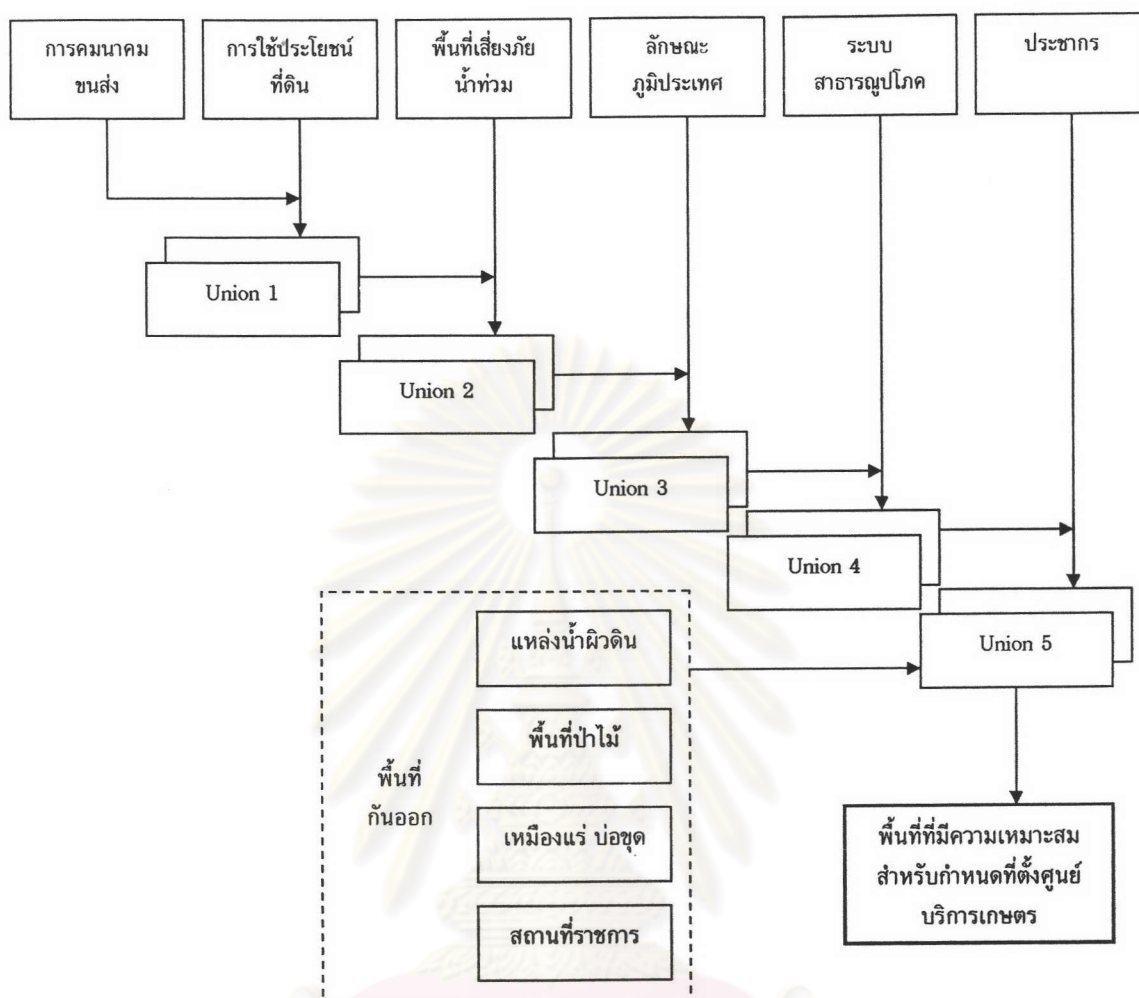 การคมนาคม
ขนส่ง
การใช้ประโยชน์
ที่ดิน
พื้นที่เสี่ยงภัย
น้ำท่วม
ลักษณะ
ภูมิประเทศ
ระบบ
สาธารณูปโภค
ประชากร
Union 1
Union 2
Union 3
Union 4
Union 5
พื้นที่
กันออก
แหล่งน้ำผิวดิน
พื้นที่ป่าไม้
เหมืองแร่ บ่อขุด
สถานที่ราชการ
พื้นที่ที่มีความเหมาะสม
สำหรับกำหนดที่ตั้งศูนย์
บริการเกษตร